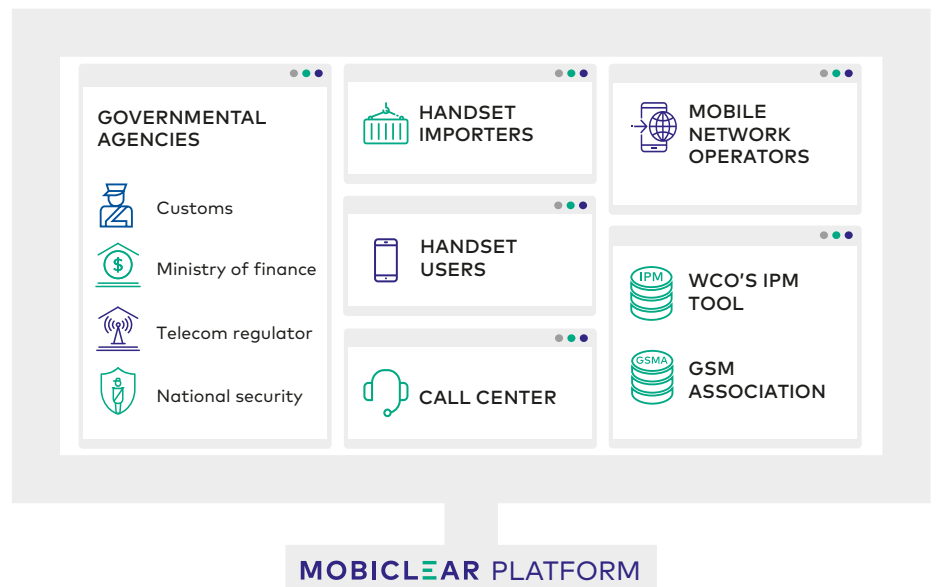 GOVERNMENTAL
AGENCIES
Customs
Ministry of finance
Telecom regulator
National security
HANDSET
IMPORTERS
HANDSET
USERS
CALL CENTER
MOBILE
NETWORK
OPERATORS
IPM
WCO'S IPM
TOOL
GSMA
GSM
ASSOCIATION
MOBICLEAR PLATFORM